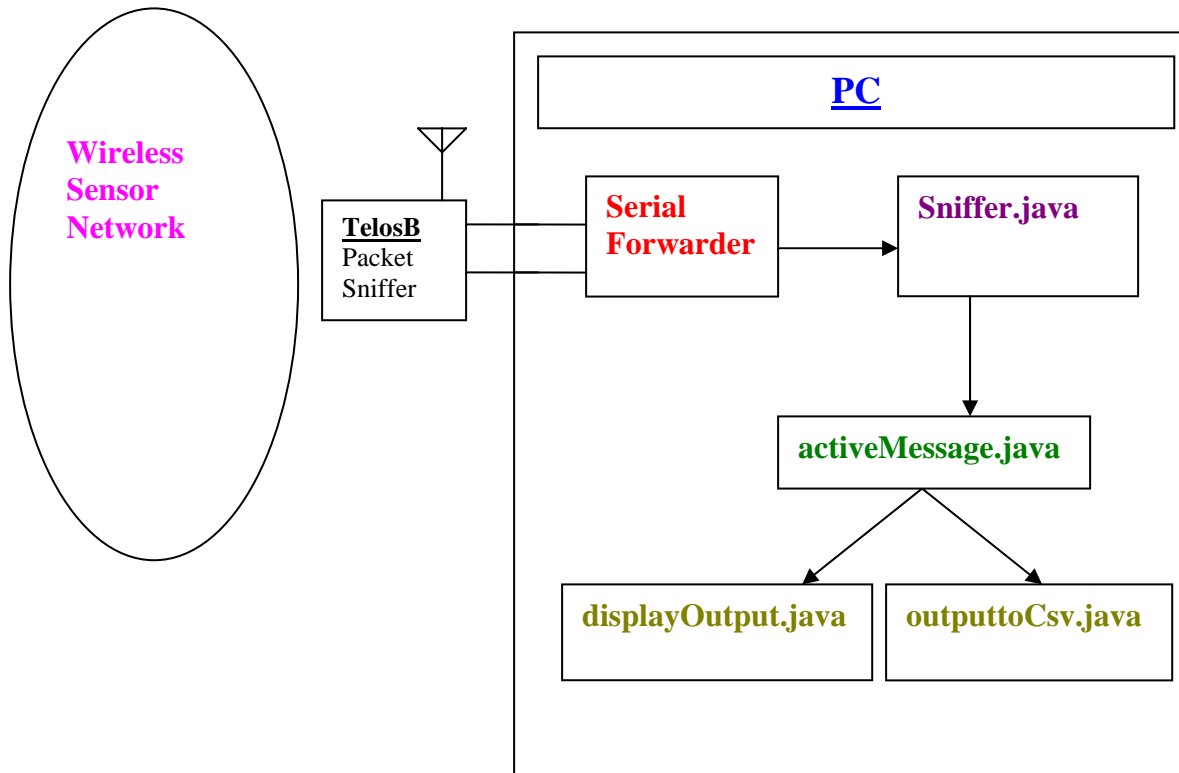 PC
Wireless
Sensor
Network
TelosB
Packet
Sniffer
Serial
Forwarder
Sniffer.java
activeMessage.java
displayOutput.java
outputtoCsv.java